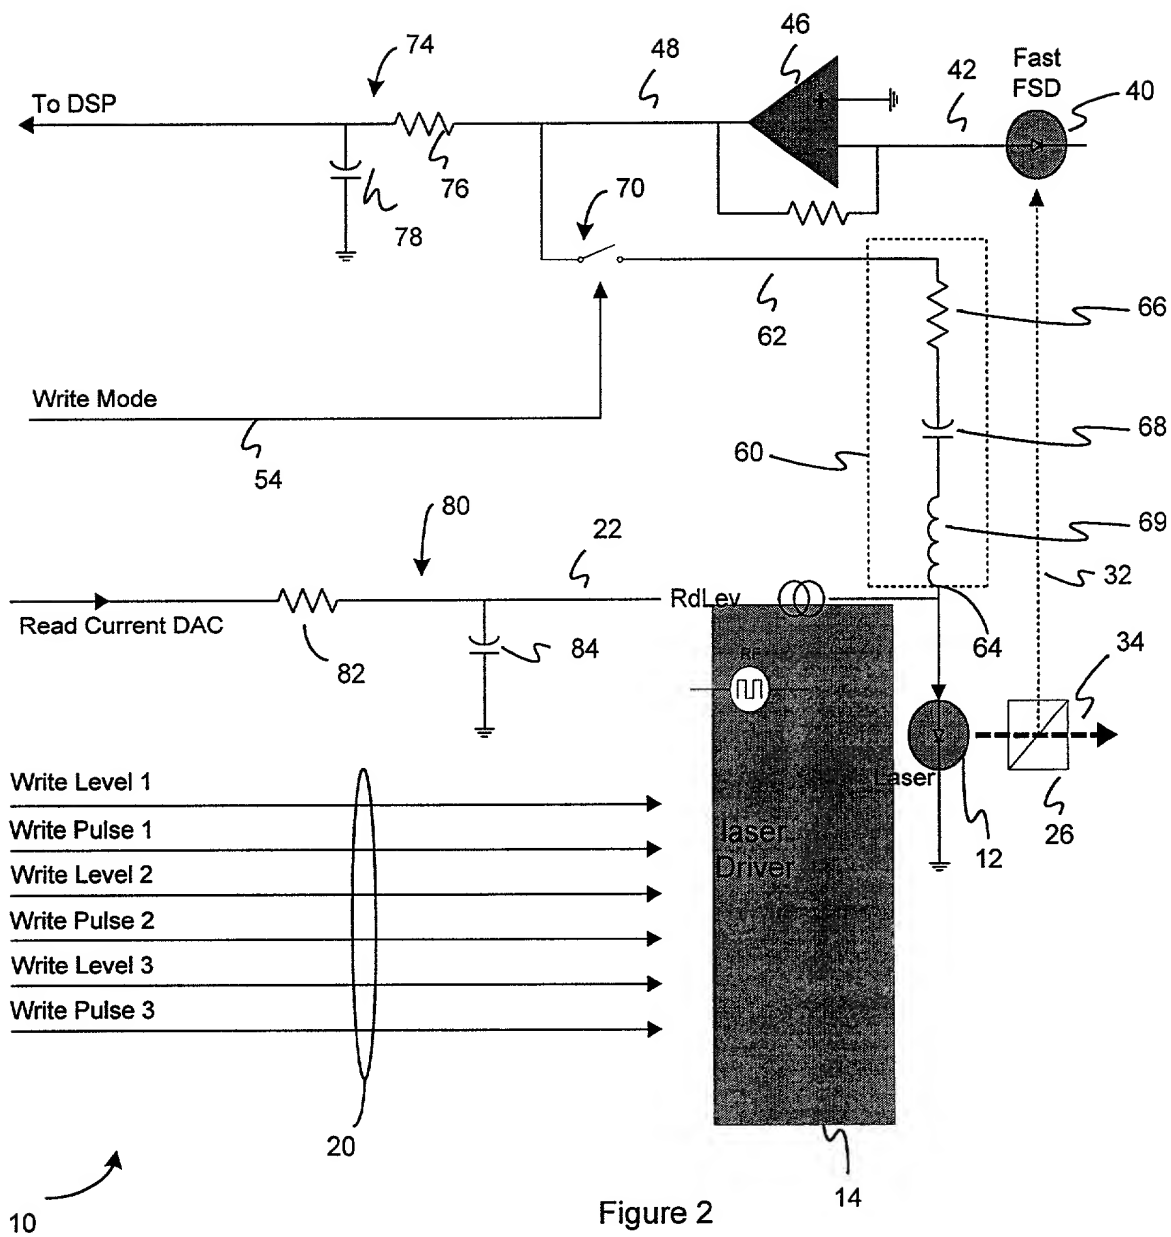 74
46
48
42
Fast
FSD
40
To DSP
+
-
76
70
78
66
62
Write Mode
68
60
54
80
22
69
32
RdLev
Read Current DAC
82
84
64
34
RF
Laser
Write Level 1
Write Pulse 1
26
12
laser
Driver
Write Level 2
Write Pulse 2
Write Level 3
Write Pulse 3
20
14
10
Figure 2